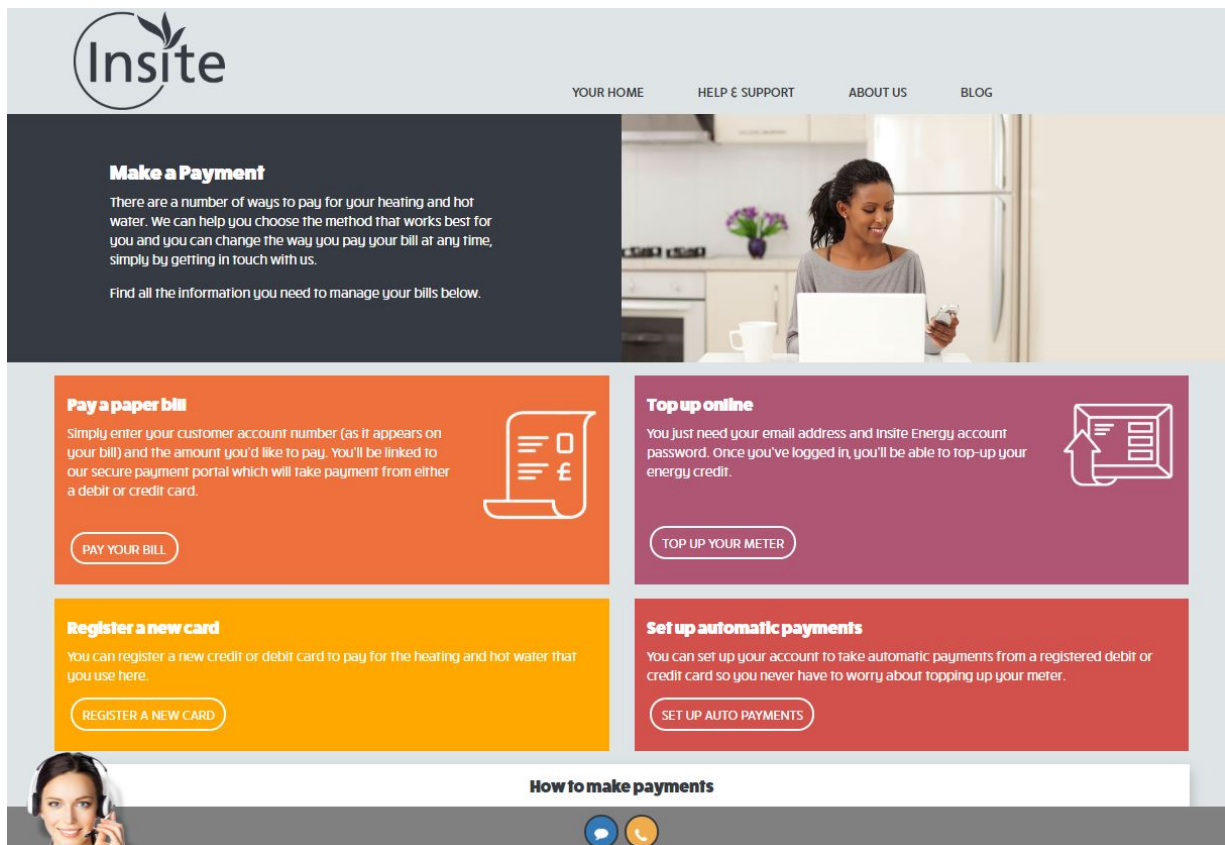 Insite
YOUR HOME HELP & SUPPORT ABOUT US BLOG
Make a Payment
There are a number of ways to pay for your heating and hot
water. We can help you choose the method that works best for
you and you can change the way you pay your bill at any time,
simply by getting in touch with us.
Find all the information you need to manage your bills below.
Pay a paper bill
Simply enter your customer account number (as it appears on
your bill) and the amount you'd like to pay. You'll be linked to
our secure payment portal which will take payment from either
a debit or credit card.
£
PAY YOUR BILL
Top up online
You just need your email address and Insite Energy account
password. Once you've logged in, you'll be able to top-up your
energy credit.
TOP UP YOUR METER
Register a new card
You can register a new credit or debit card to pay for the heating and hot water that
you use here.
REGISTER A NEW CARD
Set up automatic payments
You can set up your account to take automatic payments from a registered debit or
credit card so you never have to worry about topping up your meter.
SET UP AUTO PAYMENTS
How to make payments